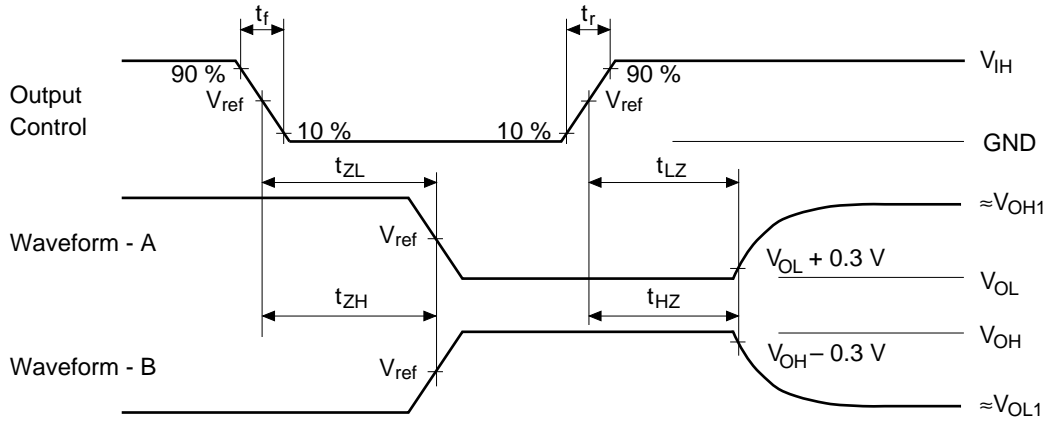 tf
tr
90 %
90 %
VIH
Output
Control
Vref
Vref
10 %
10 %
GND
tZL
tLZ
≈VOH1
Waveform - A
Vref
VOL + 0.3 V
VOL
tZH
tHZ
VOH
Waveform - B
Vref
VOH – 0.3 V
≈VOL1